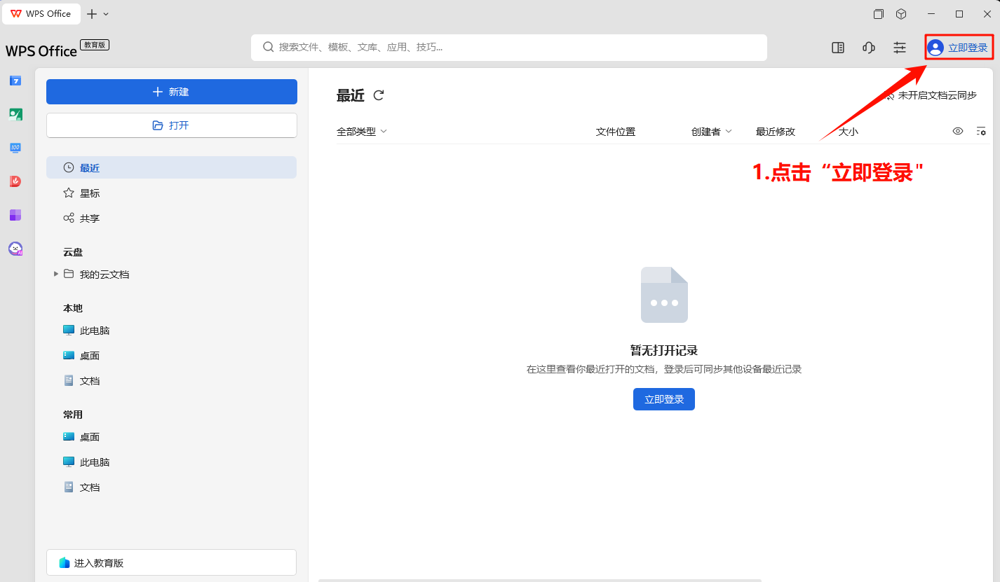 WPS Office
WPS Office 教育版
搜索文件、模板、文库、应用、技巧...
立即登录
新建
打开
最近
星标
共享
云盘
我的云文档
本地
此电脑
桌面
文档
常用
桌面
此电脑
文档
进入教育版
最近
未开启文档云同步
全部类型 文件位置 创建者 最近修改 大小
1.点击“立即登录"
暂无打开记录
在这里查看你最近打开的文档，登录后可同步其他设备最近记录
立即登录